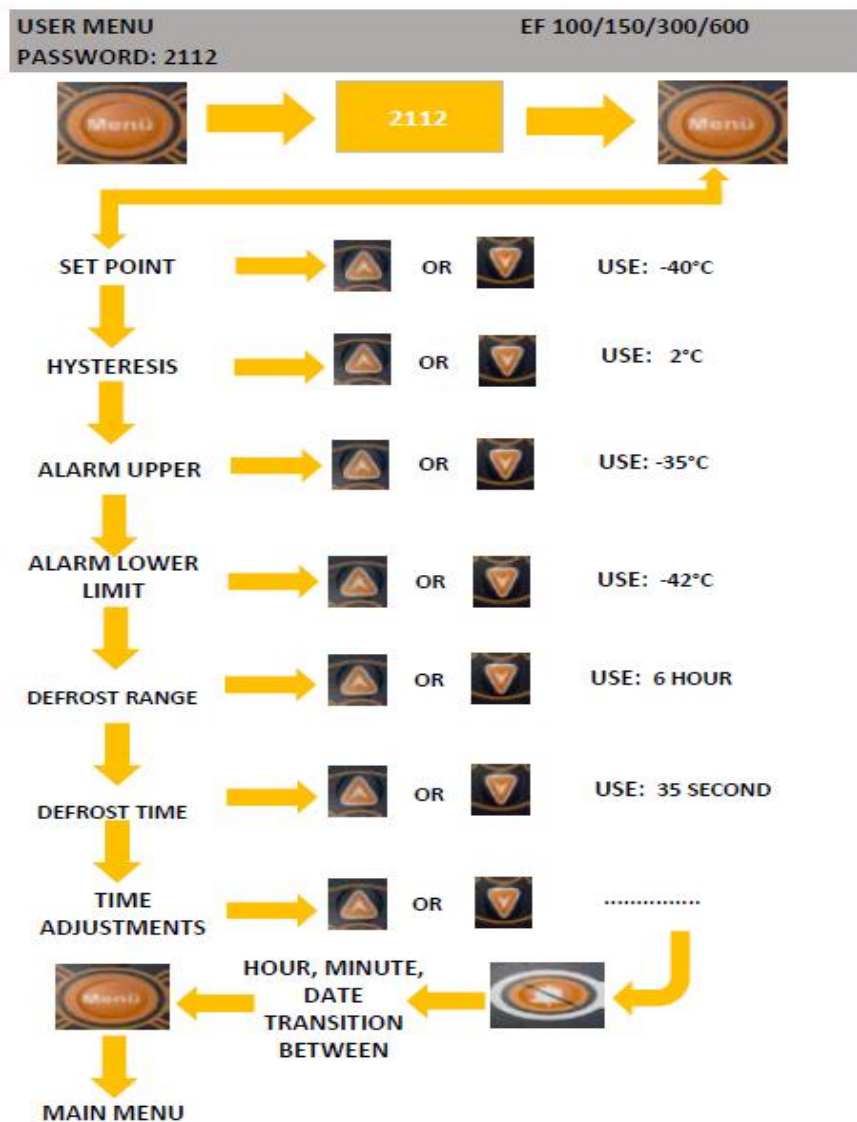 USER MENU EF 100/150/300/600
PASSWORD: 2112
Menü 2112 Menü
SET POINT OR USE: -40°C
HYSTERESIS OR USE: 2°C
ALARM UPPER OR USE: -35°C
ALARM LOWER
LIMIT OR USE: -42°C
DEFROST RANGE OR USE: 6 HOUR
DEFROST TIME OR USE: 35 SECOND
TIME
ADJUSTMENTS OR ...............
Menü
HOUR, MINUTE,
DATE
TRANSITION
BETWEEN
MAIN MENU